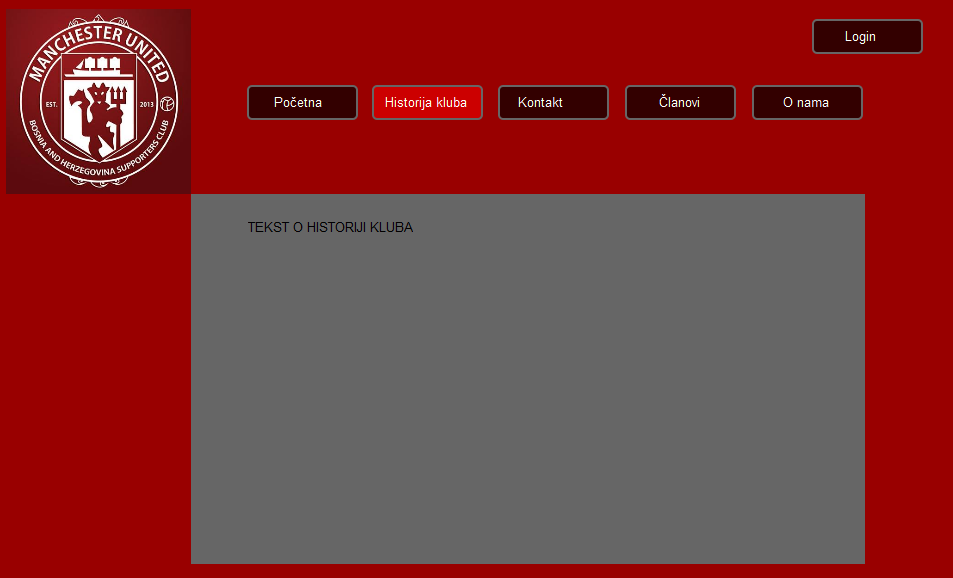 MANCHESTER UNITED
EST. 2013
BOSNIA AND HERZEGOVINA SUPPORTERS CLUB
Login
Početna
Historija kluba
Kontakt
Članovi
O nama
TEKST O HISTORIJI KLUBA